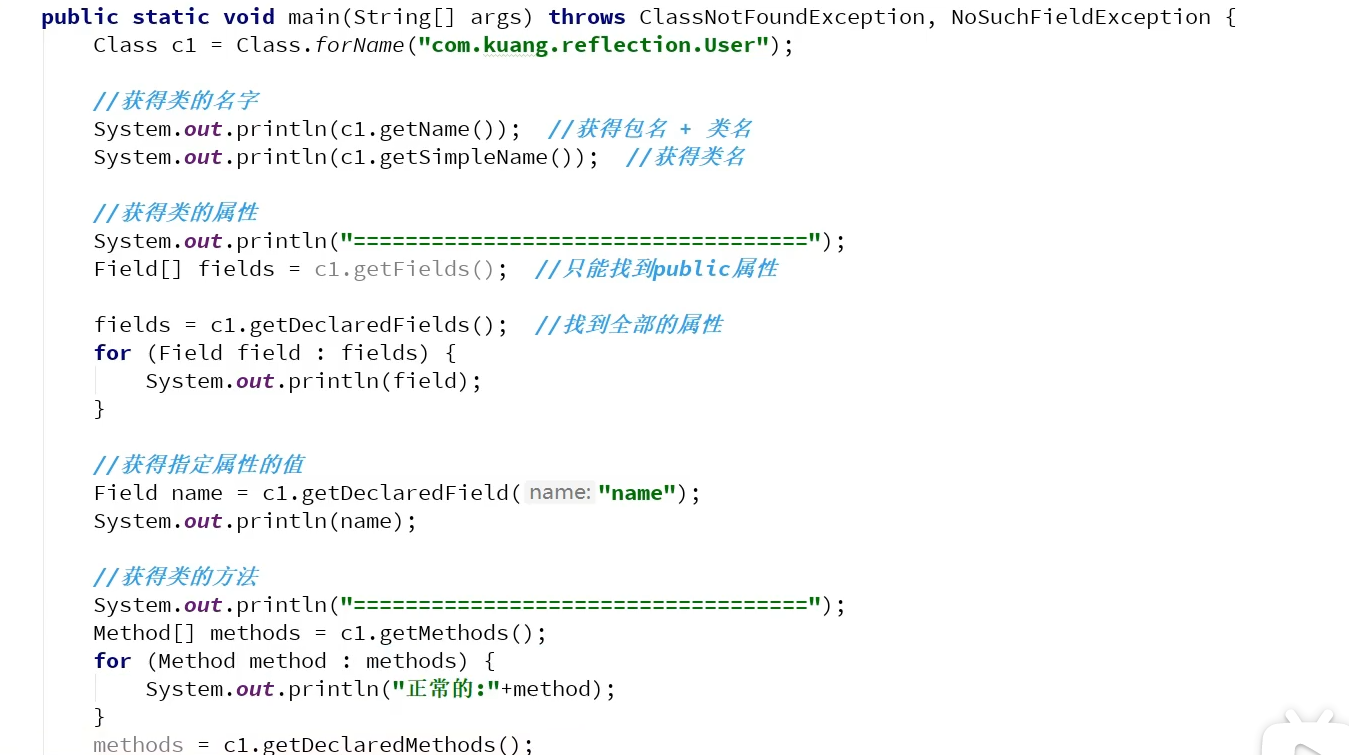 public static void main(String[] args) throws ClassNotFoundException, NoSuchFieldException {
Class c1 = Class.forName("com.kuang.reflection.User");
//获得类的名字
System.out.println(c1.getName());  //获得包名 + 类名
System.out.println(c1.getSimpleName());  //获得类名
//获得类的属性
System.out.println("===================================");
Field[] fields = c1.getFields();  //只能找到public属性
fields = c1.getDeclaredFields();  //找到全部的属性
for (Field field : fields) {
System.out.println(field);
}
//获得指定属性的值
Field name = c1.getDeclaredField( name: "name");
System.out.println(name);
//获得类的方法
System.out.println("===================================");
Method[] methods = c1.getMethods();
for (Method method : methods) {
System.out.println("正常的:"+method);
}
methods = c1.getDeclaredMethods();